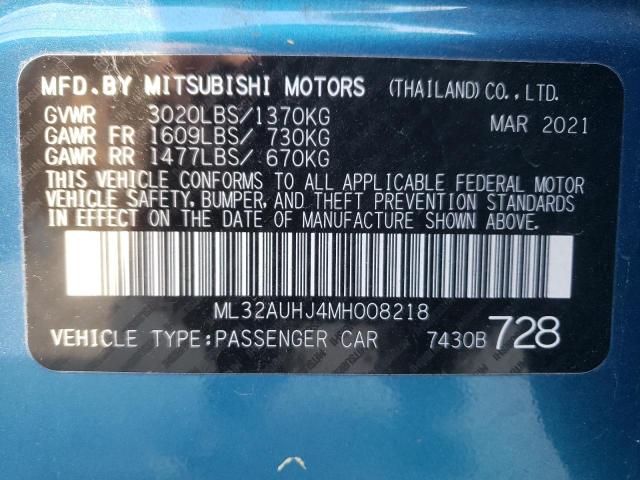 MFD.BY MITSUBISHI MOTORS (THAILAND)CO.,LTD.
GVWR 3020LBS/1370KG MAR 2021
GAWR FR 1609LBS/ 730KG
GAWR RR 1477LBS/ 670KG
THIS VEHICLE CONFORMS TO ALL APPLICABLE FEDERAL MOTOR
VEHICLE SAFETY, BUMPER, AND THEFT PREVENTION STANDARDS
IN EFFECT ON THE DATE OF MANUFACTURE SHOWN ABOVE.
ML32AUHJ4MH008218
VEHICLE TYPE:PASSENGER CAR 7430B 728